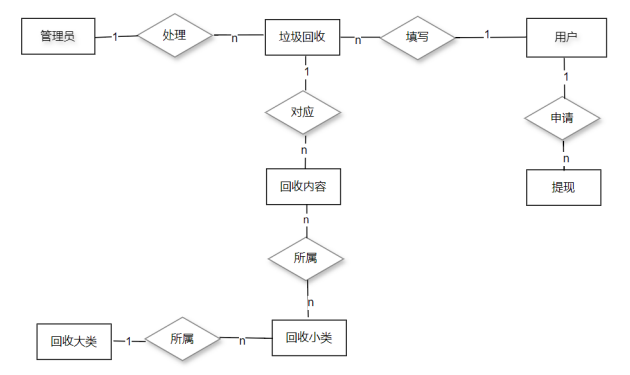 管理员
1
处理
n
垃圾回收
n
填写
1
用户
1
对应
n
回收内容
n
所属
n
回收小类
n
所属
1
回收大类
1
申请
n
提现